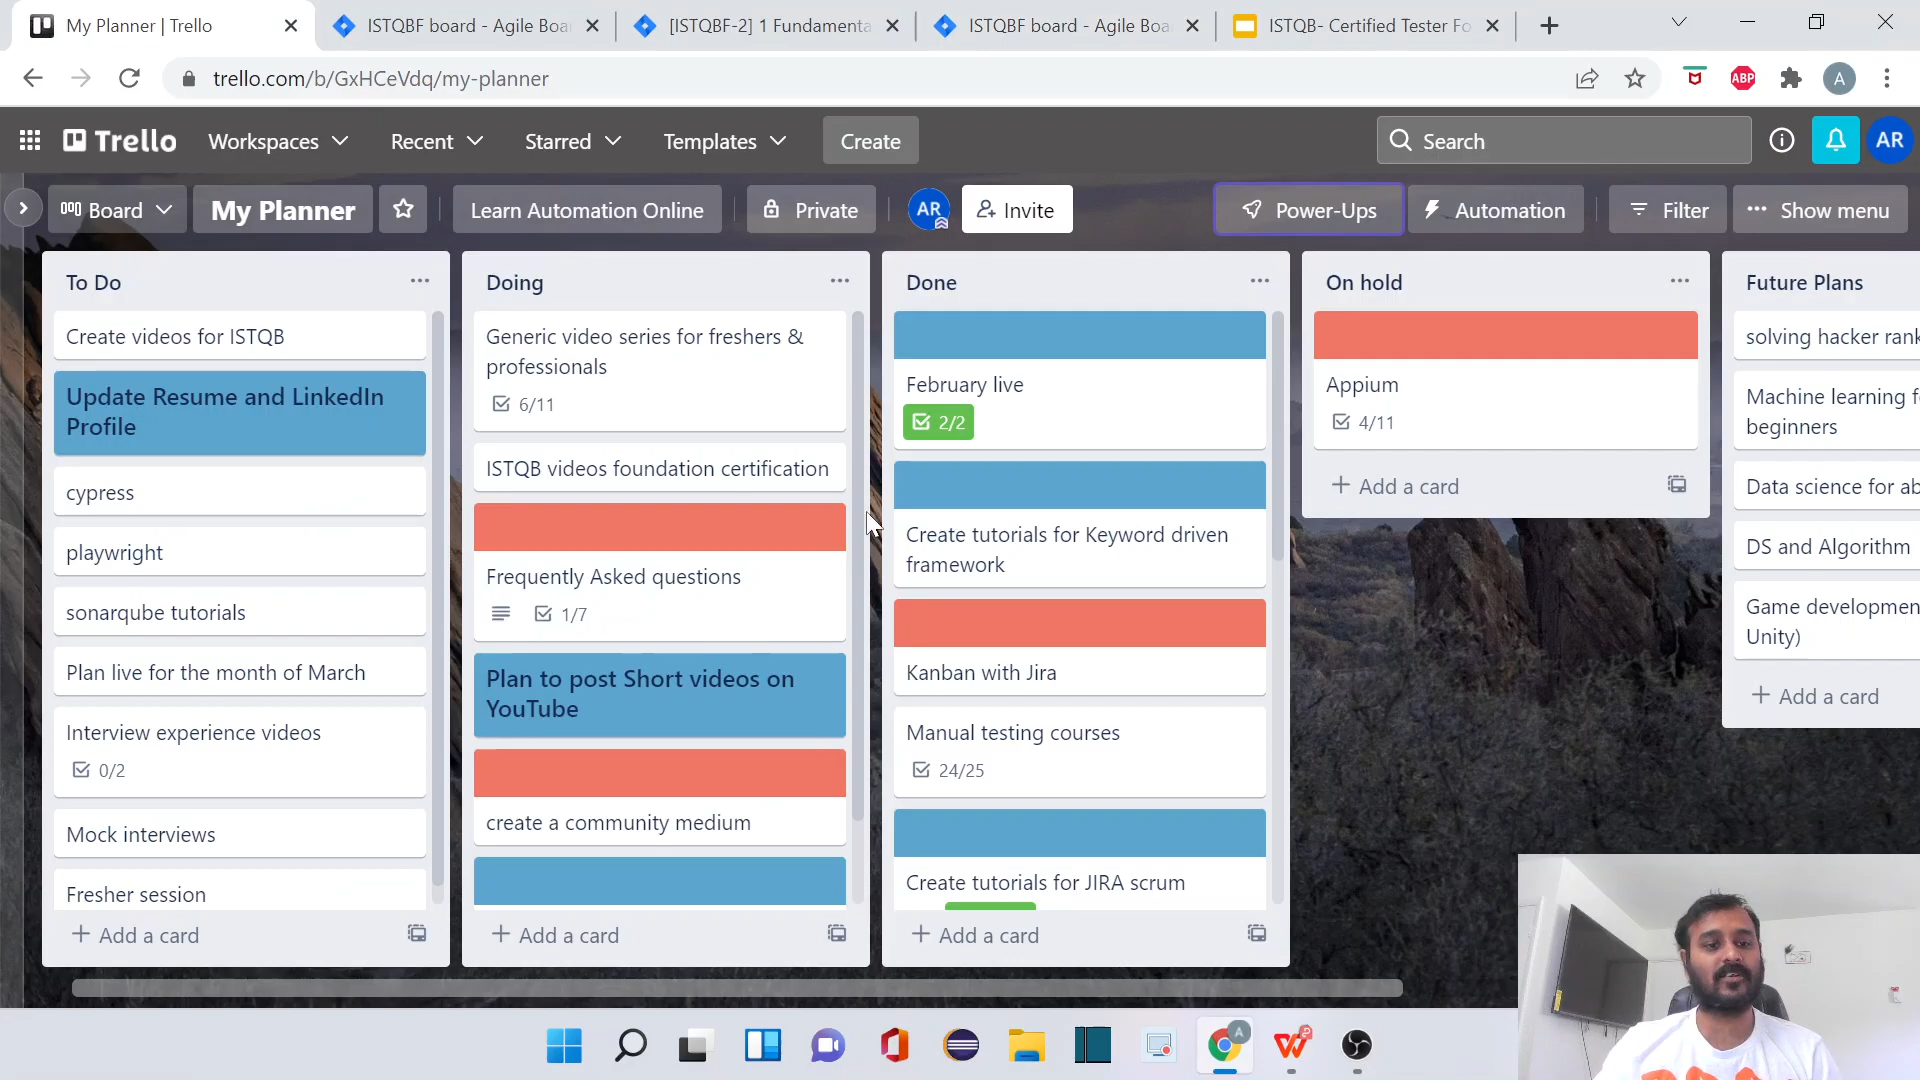 My Planner | Trello
ISTQBF board - Agile Boa
[ISTQBF-2] 1 Fundamenta
ISTQBF board - Agile Boa
ISTQB- Certified Tester Fo
trello.com/b/GxHCeVdq/my-planner
ABP
A
Trello
Workspaces
Recent
Starred
Templates
Create
Search
AR
Board
My Planner
Learn Automation Online
Private
AR
Invite
Power-Ups
Automation
Filter
Show menu
To Do
Create videos for ISTQB
Update Resume and LinkedIn
Profile
cypress
playwright
sonarqube tutorials
Plan live for the month of March
Interview experience videos
0/2
Mock interviews
Fresher session
Add a card
Doing
Generic video series for freshers &
professionals
6/11
ISTQB videos foundation certification
Frequently Asked questions
1/7
Plan to post Short videos on
YouTube
create a community medium
Add a card
Done
February live
2/2
Create tutorials for Keyword driven
framework
Kanban with Jira
Manual testing courses
24/25
Create tutorials for JIRA scrum
Add a card
On hold
Appium
4/11
Add a card
Future Plans
solving hacker rank
Machine learning f
beginners
Data science for ab
DS and Algorithm
Game developmen
Unity)
Add a card
A